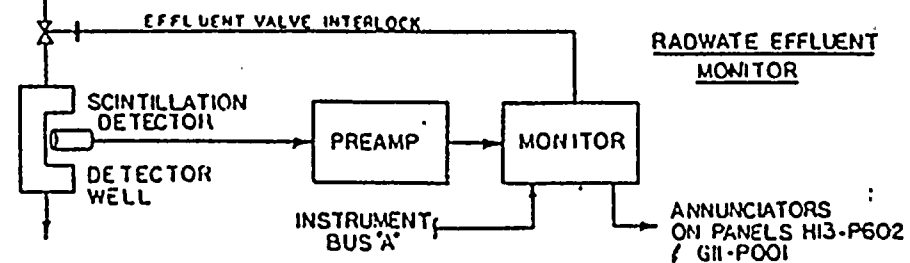 EFFLUENT VALVE INTERLOCK
RADWATE EFFLUENT
MONITOR
SCINTILLATION
DETECTOR
PREAMP
MONITOR
DETECTOR
WELL
INSTRUMENT
BUS "A"
ANNUNCIATORS
ON PANELS H13-P602
& G11-P001